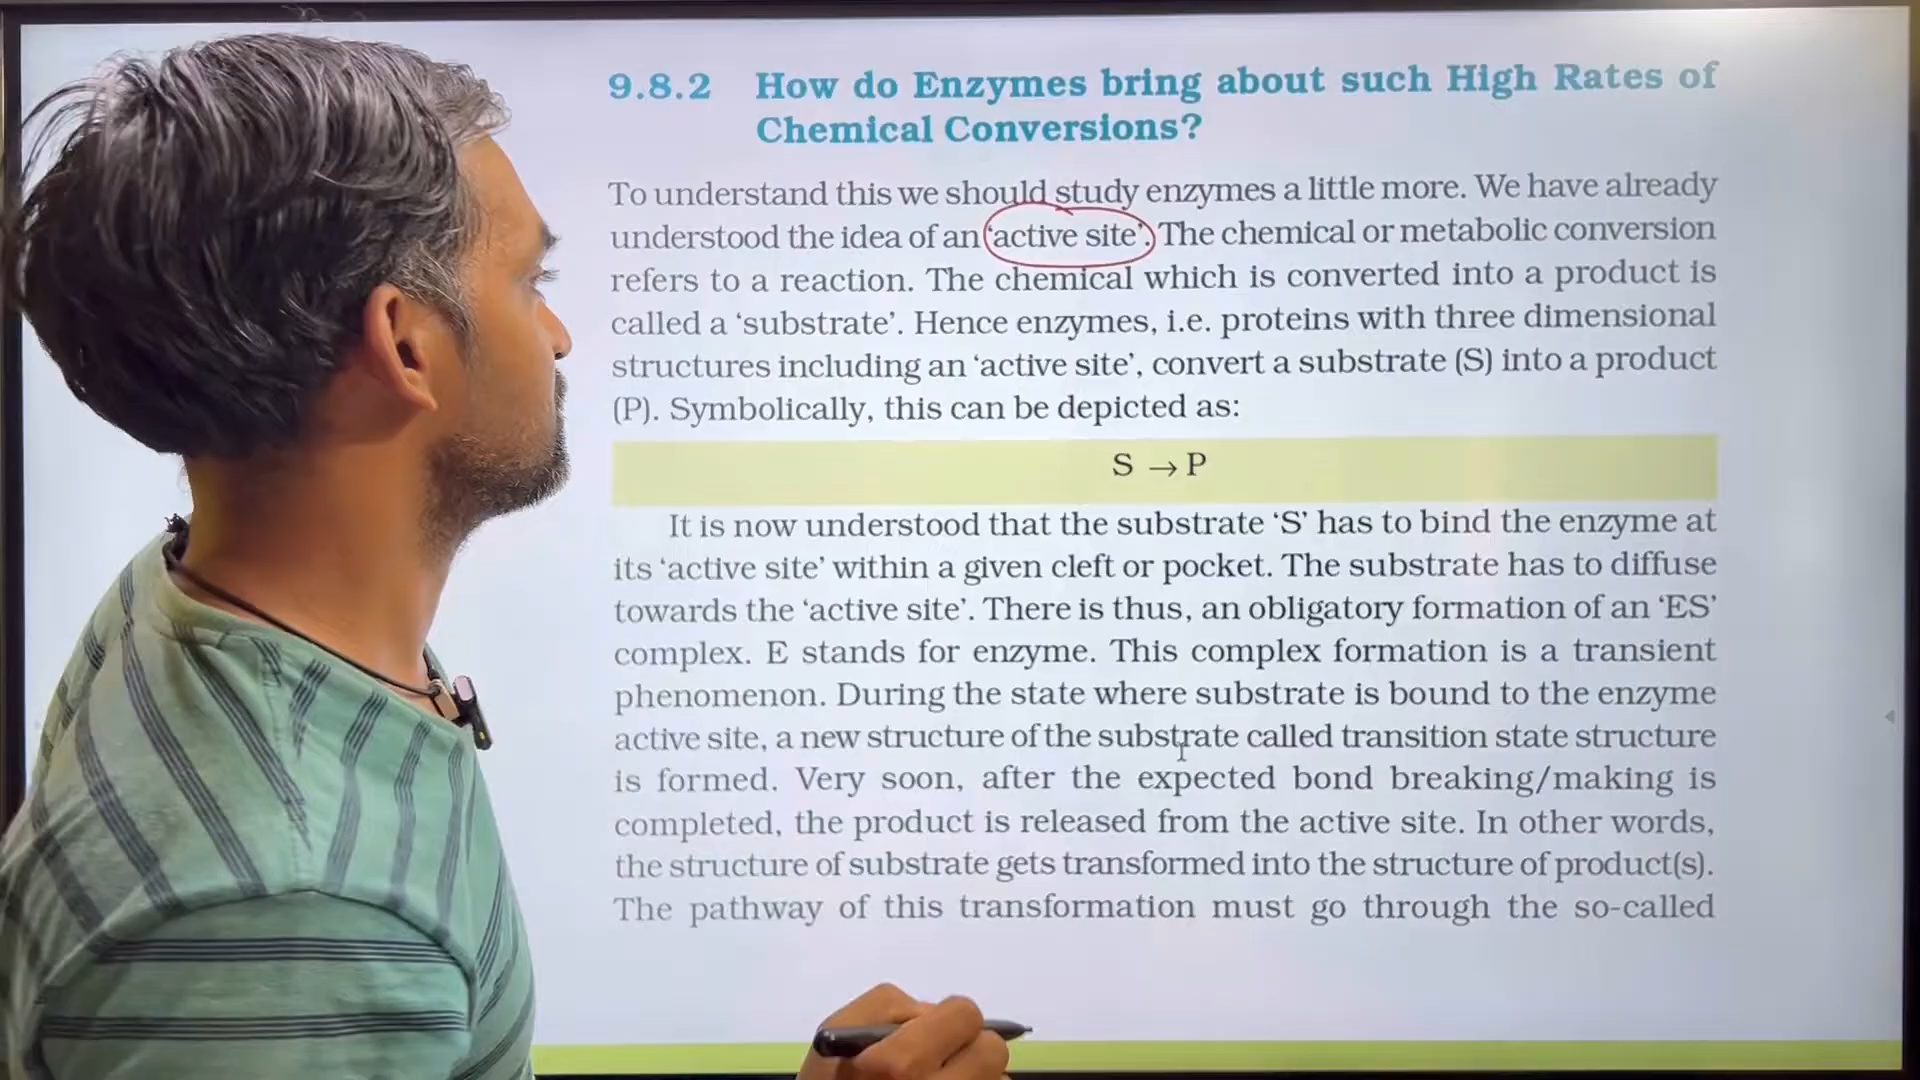 9.8.2 How do Enzymes bring about such High Rates of
Chemical Conversions?
To understand this we should study enzymes a little more. We have already
understood the idea of an ‘active site’. The chemical or metabolic conversion
refers to a reaction. The chemical which is converted into a product is
called a ‘substrate’. Hence enzymes, i.e. proteins with three dimensional
structures including an ‘active site’, convert a substrate (S) into a product
(P). Symbolically, this can be depicted as:
S → P
It is now understood that the substrate ‘S’ has to bind the enzyme at
its ‘active site’ within a given cleft or pocket. The substrate has to diffuse
towards the ‘active site’. There is thus, an obligatory formation of an ‘ES’
complex. E stands for enzyme. This complex formation is a transient
phenomenon. During the state where substrate is bound to the enzyme
active site, a new structure of the substrate called transition state structure
is formed. Very soon, after the expected bond breaking/making is
completed, the product is released from the active site. In other words,
the structure of substrate gets transformed into the structure of product(s).
The pathway of this transformation must go through the so-called